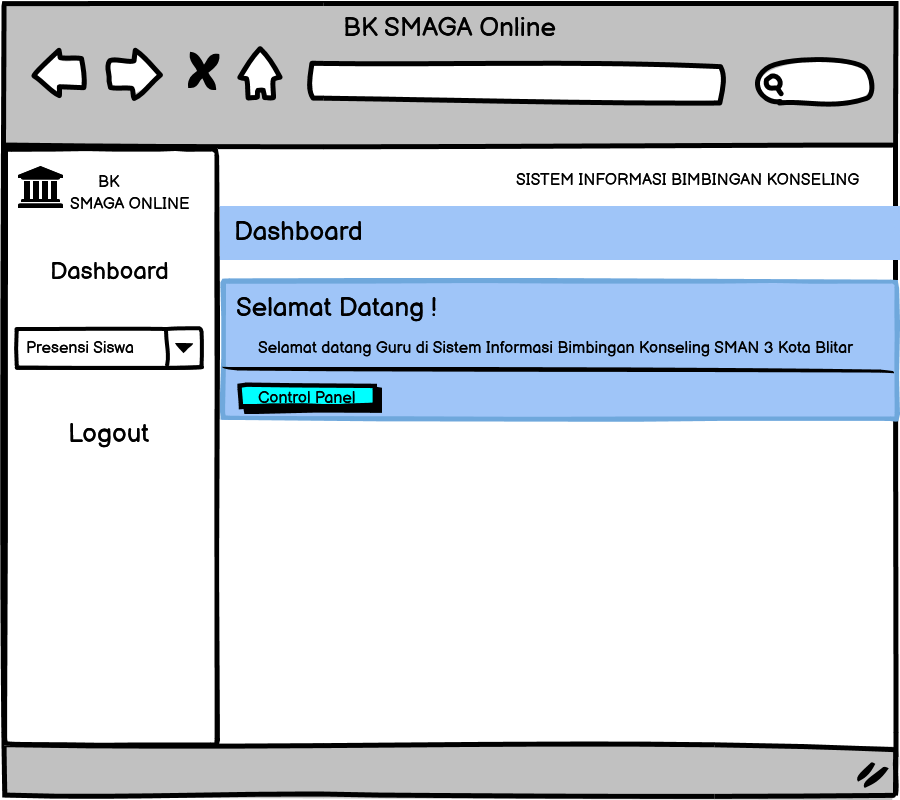 BK SMAGA Online
BK
SMAGA ONLINE
SISTEM INFORMASI BIMBINGAN KONSELING
Dashboard
Dashboard
Presensi Siswa
Logout
Selamat Datang !
Selamat datang Guru di Sistem Informasi Bimbingan Konseling SMAN 3 Kota Blitar
Control Panel